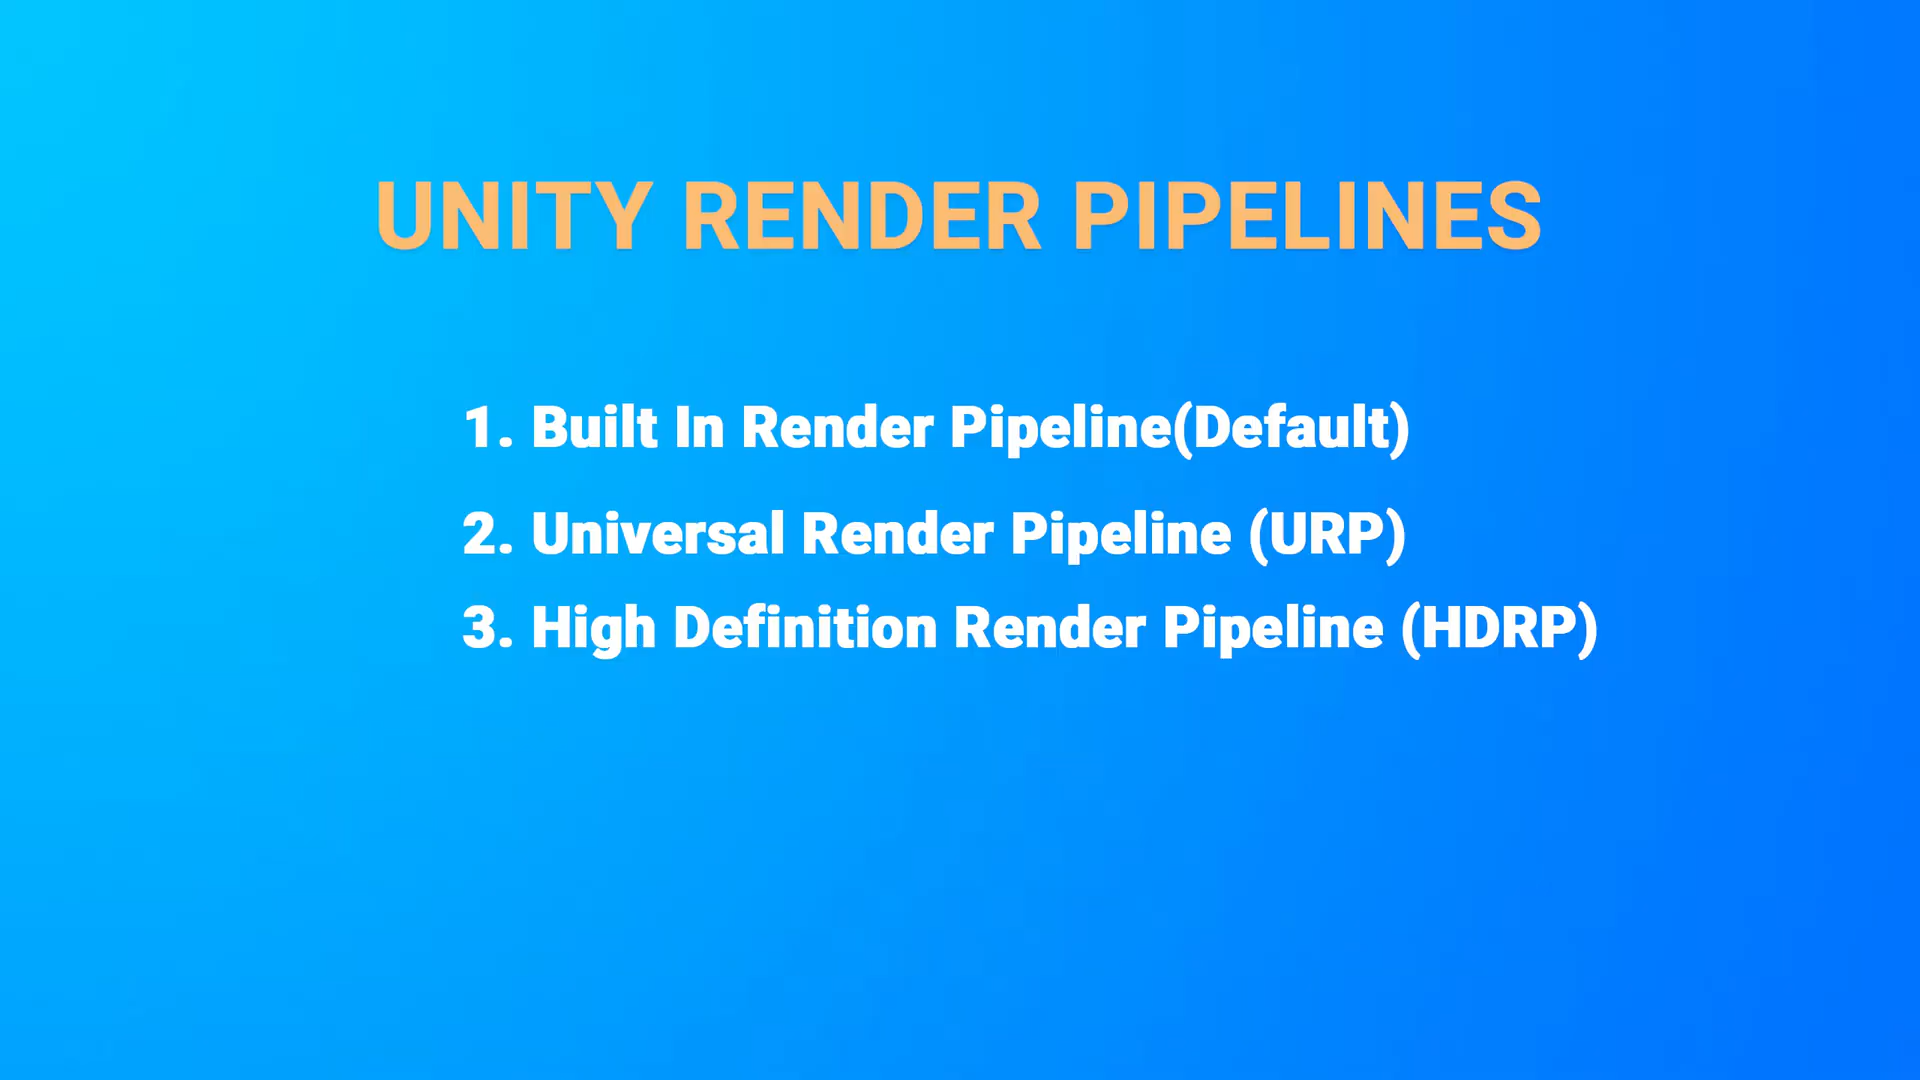 UNITY RENDER PIPELINES
1. Built In Render Pipeline(Default)
2. Universal Render Pipeline (URP)
3. High Definition Render Pipeline (HDRP)